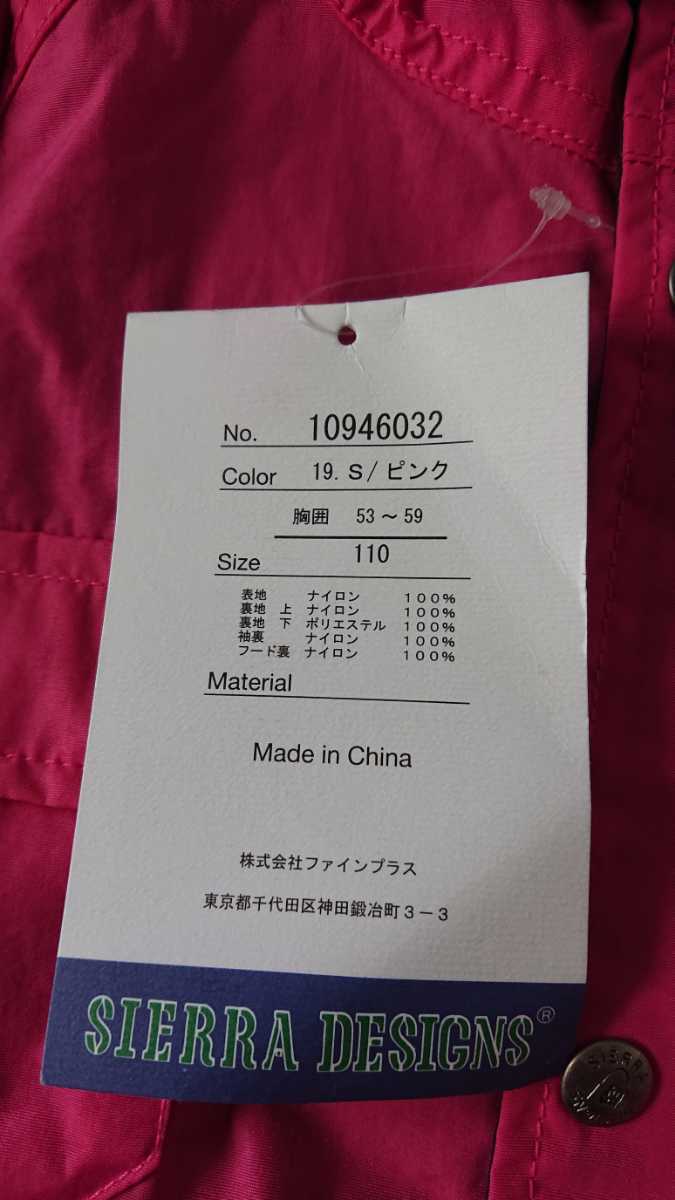 No. 10946032
Color 19. S/ピンク
胸囲 53～59
Size 110
表地 ナイロン 100%
裏地 上 ナイロン 100%
裏地 下 ポリエステル 100%
袖裏 ナイロン 100%
フード裏 ナイロン 100%
Material
Made in China
株式会社ファインプラス
東京都千代田区神田鍛冶町3－3
SIERRA DESIGNS®
SIERRA